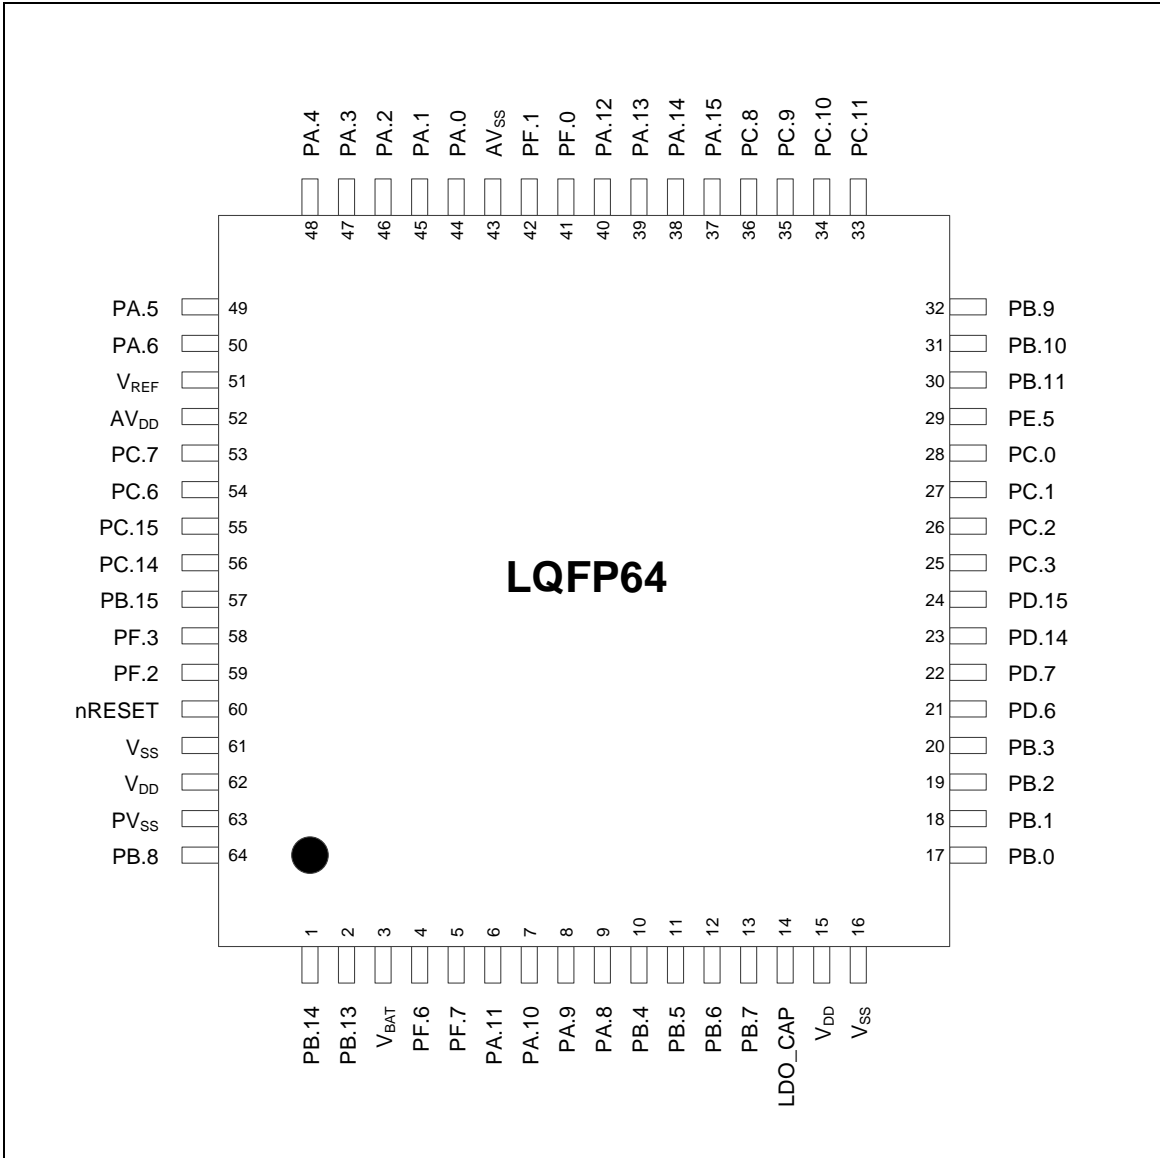 PA.4
PA.3
PA.2
PA.1
PA.0
AVSS
PF.1
PF.0
PA.12
PA.13
PA.14
PA.15
PC.8
PC.9
PC.10
PC.11
48
47
46
45
44
43
42
41
40
39
38
37
36
35
34
33
PA.5 49
PA.6 50
VREF 51
AVDD 52
PC.7 53
PC.6 54
PC.15 55
PC.14 56
PB.15 57
PF.3 58
PF.2 59
nRESET 60
VSS 61
VDD 62
PVSS 63
PB.8 64
LQFP64
32 PB.9
31 PB.10
30 PB.11
29 PE.5
28 PC.0
27 PC.1
26 PC.2
25 PC.3
24 PD.15
23 PD.14
22 PD.7
21 PD.6
20 PB.3
19 PB.2
18 PB.1
17 PB.0
1
2
3
4
5
6
7
8
9
10
11
12
13
14
15
16
PB.14
PB.13
VBAT
PF.6
PF.7
PA.11
PA.10
PA.9
PA.8
PB.4
PB.5
PB.6
PB.7
LDO_CAP
VDD
VSS